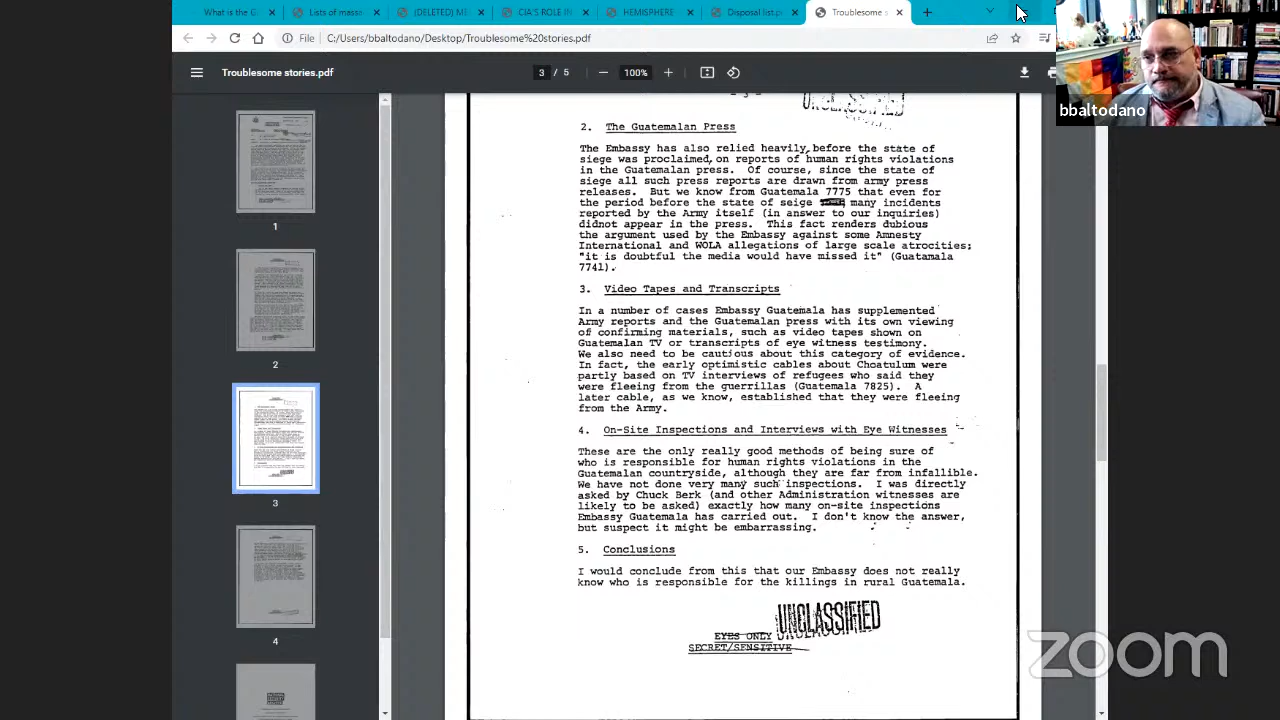 What is the G
Lists of massa
(DELETED) ME
CIA'S ROLE IN
HEMISPHERE
Disposal list.p
Troublesome s
File C:/Users/bbaltodano/Desktop/Troublesome%20stories.pdf
Troublesome stories.pdf
3 / 5
100%
bbaltodano
1
2
3
4
UNCLASSIFIED
2. The Guatemalan Press
The Embassy has also relied heavily, before the state of
siege was proclaimed, on reports of human rights violations
in the Guatemalan press. Of course, since the state of
siege all such press reports are drawn from army press
releases. But we know from Guatemala 7775 that even for
the period before the state of seige many incidents
reported by the Army itself (in answer to our inquiries)
didnot appear in the press. This fact renders dubious
the argument used by the Embassy against some Amnesty
International and WOLA allegations of large scale atrocities;
"it is doubtful the media would have missed it" (Guatamala
7741).
3. Video Tapes and Transcripts
In a number of cases Embassy Guatemala has supplemented
Army reports and the Guatemalan press with its own viewing
of confirming materials, such as video tapes shown on
Guatemalan TV or transcripts of eye witness testimony.
We also need to be cautious about this category of evidence.
In fact, the early optimistic cables about Choatulum were
partly based on TV interviews of refugees who said they
were fleeing from the guerrillas (Guatemala 7825). A
later cable, as we know, established that they were fleeing
from the Army.
4. On-Site Inspections and Interviews with Eye Witnesses
These are the only really good methods of being sure of
who is responsible for human rights violations in the
Guatemalan countryside, although they are far from infallible.
We have not done very many such inspections. I was directly
asked by Chuck Berk (and other Administration witnesses are
likely to be asked) exactly how many on-site inspections
Embassy Guatemala has carried out. I don't know the answer,
but suspect it might be embarrassing.
5. Conclusions
I would conclude from this that our Embassy does not really
know who is responsible for the killings in rural Guatemala.
UNCLASSIFIED
EYES ONLY
SECRET/SENSITIVE
zoom